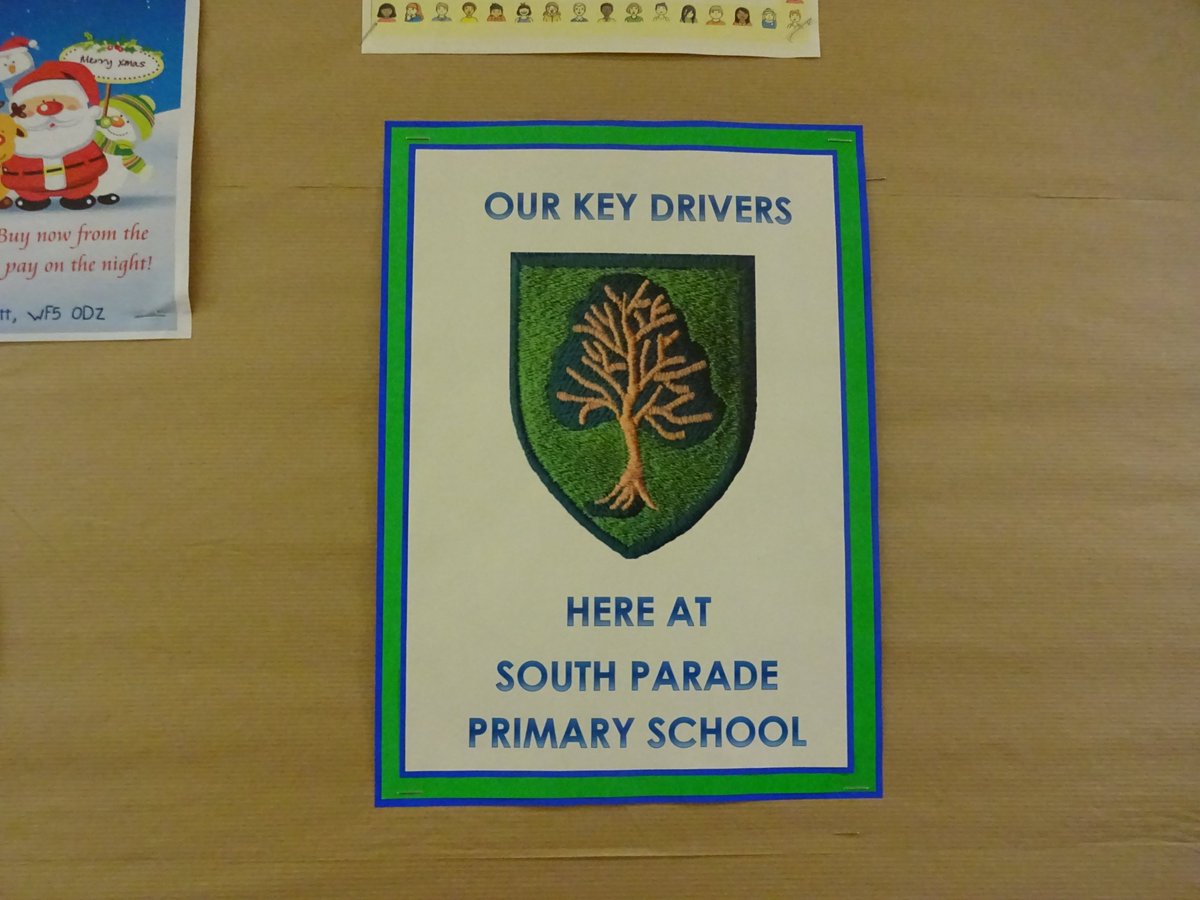 Merry Xmas
Buy now from the
pay on the night!
tt, WF5 0DZ
OUR KEY DRIVERS
HERE AT
SOUTH PARADE
PRIMARY SCHOOL